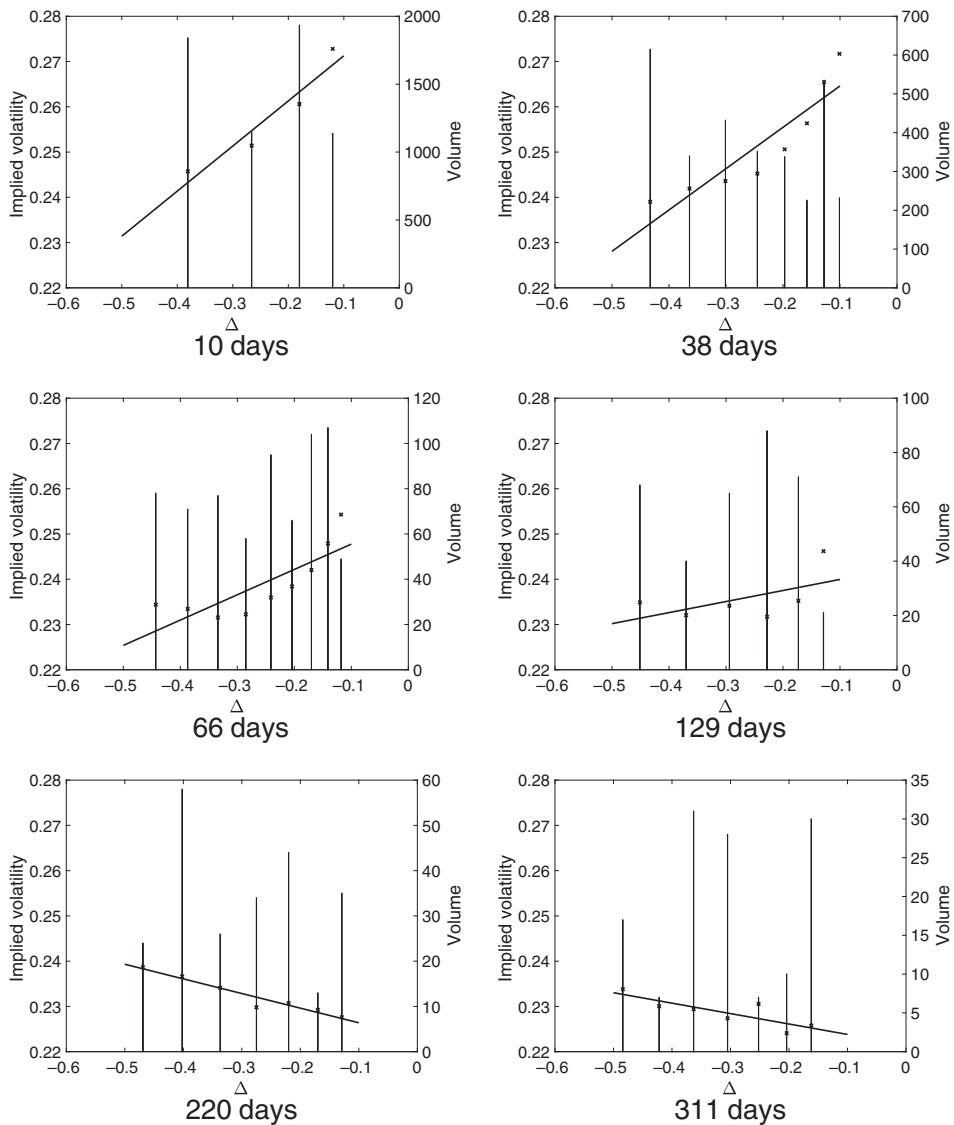 0.28
0.27
0.26
0.25
0.24
0.23
0.22
Implied volatility
2000
1500
1000
500
0
Volume
−0.6 −0.5 −0.4 −0.3 −0.2 −0.1 0
Δ
10 days
0.28
0.27
0.26
0.25
0.24
0.23
0.22
Implied volatility
700
600
500
400
300
200
100
0
Volume
−0.6 −0.5 −0.4 −0.3 −0.2 −0.1 0
Δ
38 days
0.28
0.27
0.26
0.25
0.24
0.23
0.22
Implied volatility
120
100
80
60
40
20
0
Volume
−0.6 −0.5 −0.4 −0.3 −0.2 −0.1 0
Δ
66 days
0.28
0.27
0.26
0.25
0.24
0.23
0.22
Implied volatility
100
80
60
40
20
0
Volume
−0.6 −0.5 −0.4 −0.3 −0.2 −0.1 0
Δ
129 days
0.28
0.27
0.26
0.25
0.24
0.23
0.22
Implied volatility
60
50
40
30
20
10
0
Volume
−0.6 −0.5 −0.4 −0.3 −0.2 −0.1 0
Δ
220 days
0.28
0.27
0.26
0.25
0.24
0.23
0.22
Implied volatility
35
30
25
20
15
10
5
0
Volume
−0.6 −0.5 −0.4 −0.3 −0.2 −0.1 0
Δ
311 days